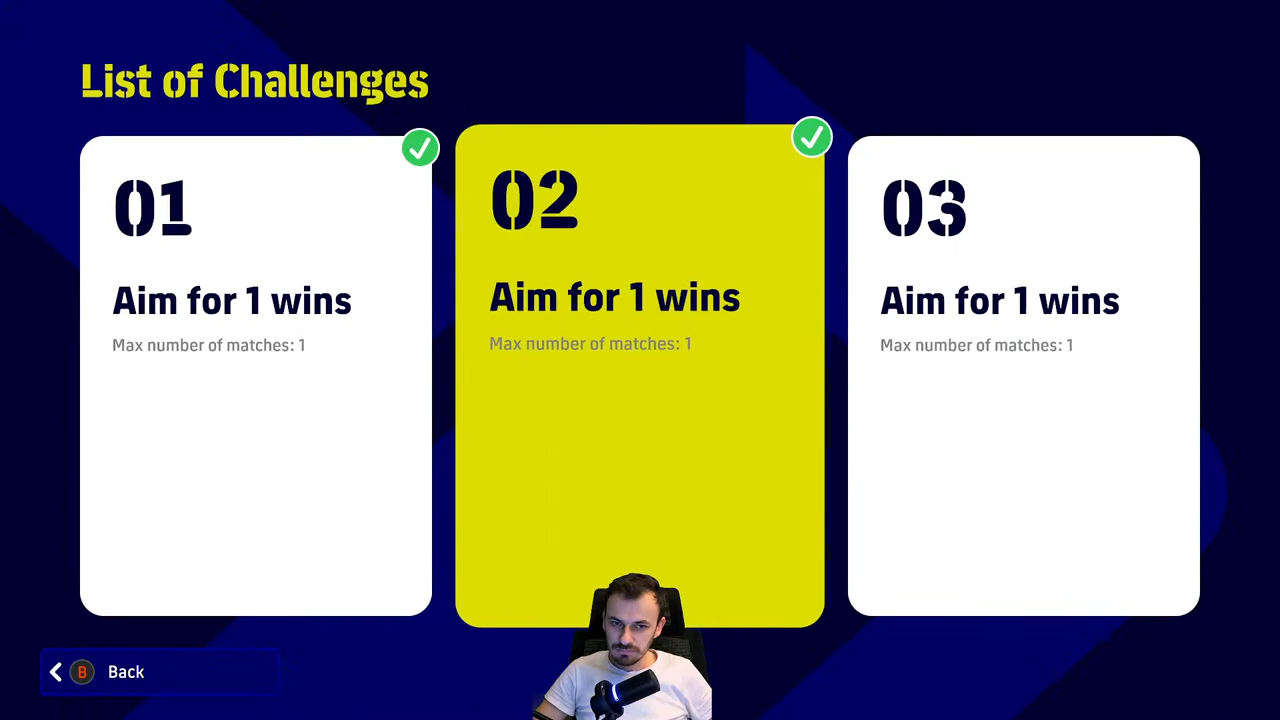 List of Challenges
01
Aim for 1 wins
Max number of matches: 1
02
Aim for 1 wins
Max number of matches: 1
03
Aim for 1 wins
Max number of matches: 1
B Back